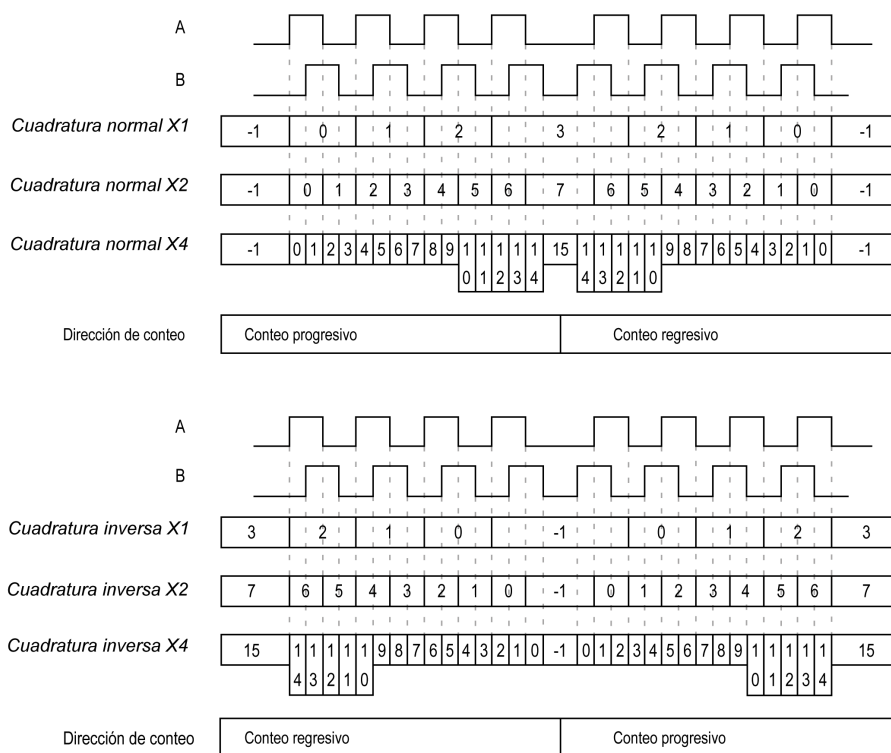 A
B
Cuadratura normal X1 -1 0 1 2 3 2 1 0 -1
Cuadratura normal X2 -1 0 1 2 3 4 5 6 7 6 5 4 3 2 1 0 -1
Cuadratura normal X4 -1 0 1 2 3 4 5 6 7 8 9 10 11 12 13 14 15 14 13 12 11 10 9 8 7 6 5 4 3 2 1 0 -1
Dirección de conteo Conteo progresivo Conteo regresivo
A
B
Cuadratura inversa X1 3 2 1 0 -1 0 1 2 3
Cuadratura inversa X2 7 6 5 4 3 2 1 0 -1 0 1 2 3 4 5 6 7
Cuadratura inversa X4 15 14 13 12 11 10 9 8 7 6 5 4 3 2 1 0 -1 0 1 2 3 4 5 6 7 8 9 10 11 12 13 14 15
Dirección de conteo Conteo regresivo Conteo progresivo